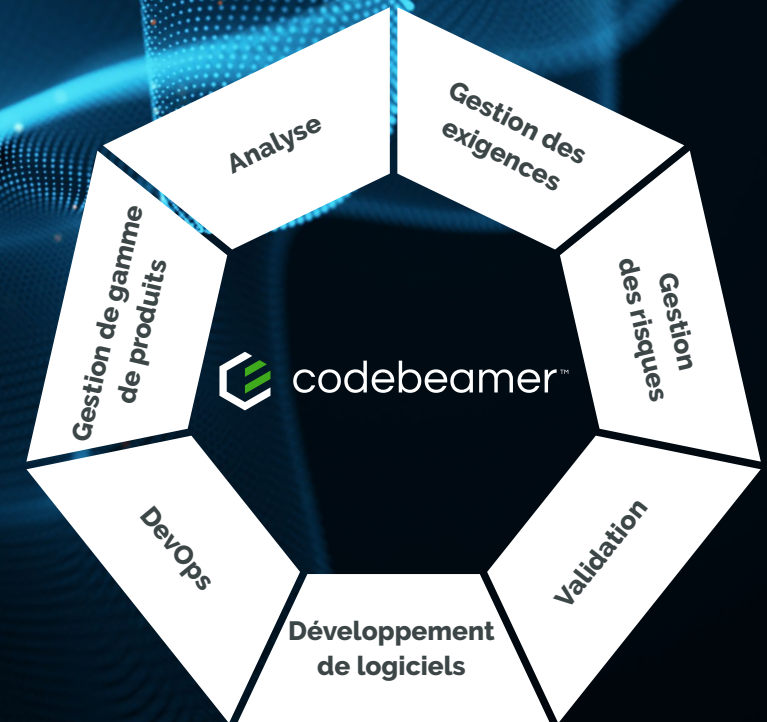 Analyse
Gestion des
exigences
Gestion
des risques
Validation
Développement
de logiciels
DevOps
Gestion de gamme
de produits
codebeamer™